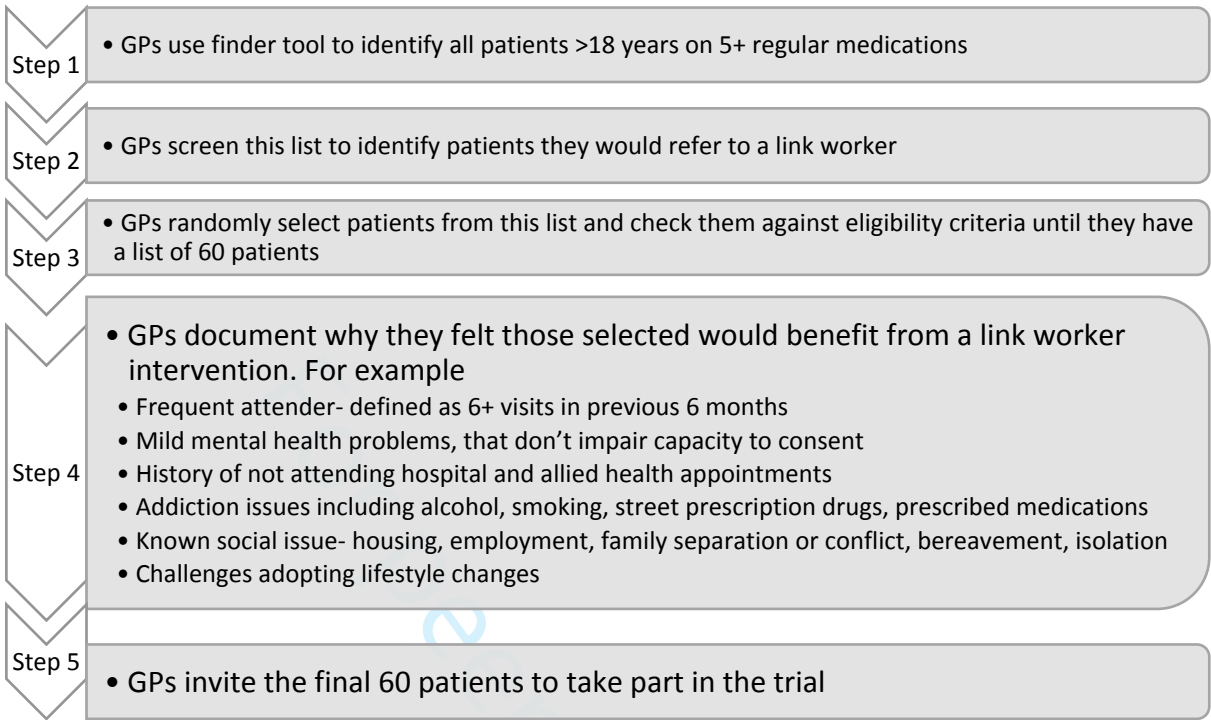 Step 1
• GPs use finder tool to identify all patients >18 years on 5+ regular medications
Step 2
• GPs screen this list to identify patients they would refer to a link worker
Step 3
• GPs randomly select patients from this list and check them against eligibility criteria until they have
a list of 60 patients
Step 4
• GPs document why they felt those selected would benefit from a link worker
intervention. For example
• Frequent attender- defined as 6+ visits in previous 6 months
• Mild mental health problems, that don't impair capacity to consent
• History of not attending hospital and allied health appointments
• Addiction issues including alcohol, smoking, street prescription drugs, prescribed medications
• Known social issue- housing, employment, family separation or conflict, bereavement, isolation
• Challenges adopting lifestyle changes
Step 5
• GPs invite the final 60 patients to take part in the trial